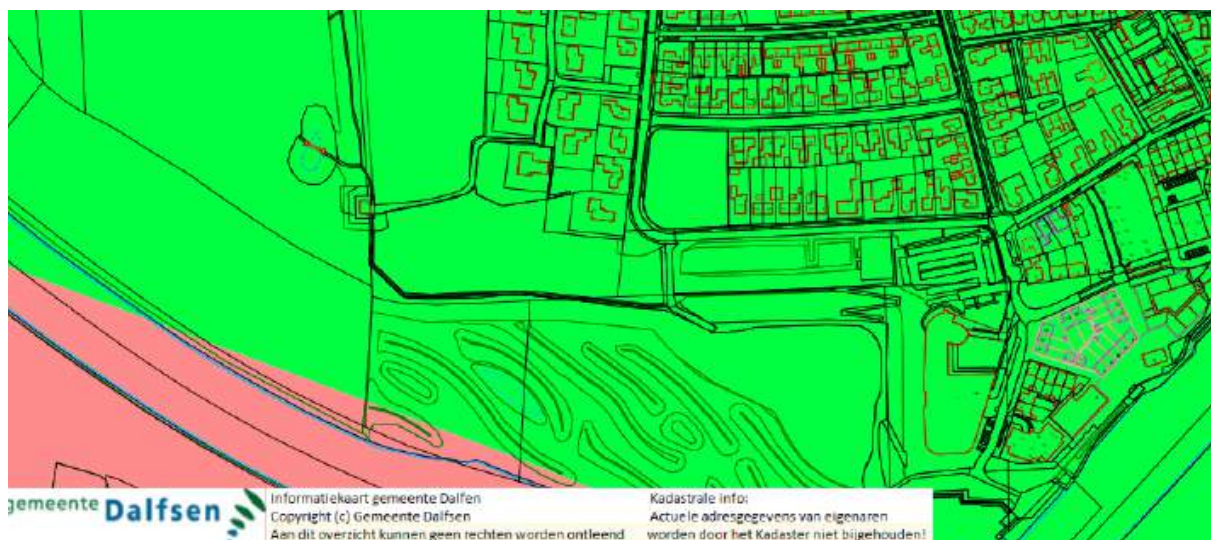 gemeente Dalfsen
Informatiekaart gemeente Dalfen
Copyright (c) Gemeente Dalfsen
Aan dit overzicht kunnen geen rechten worden ontleend
Kadastrale info:
Actuele adresgegevens van eigenaren
worden door het Kadaster niet bijgehouden!